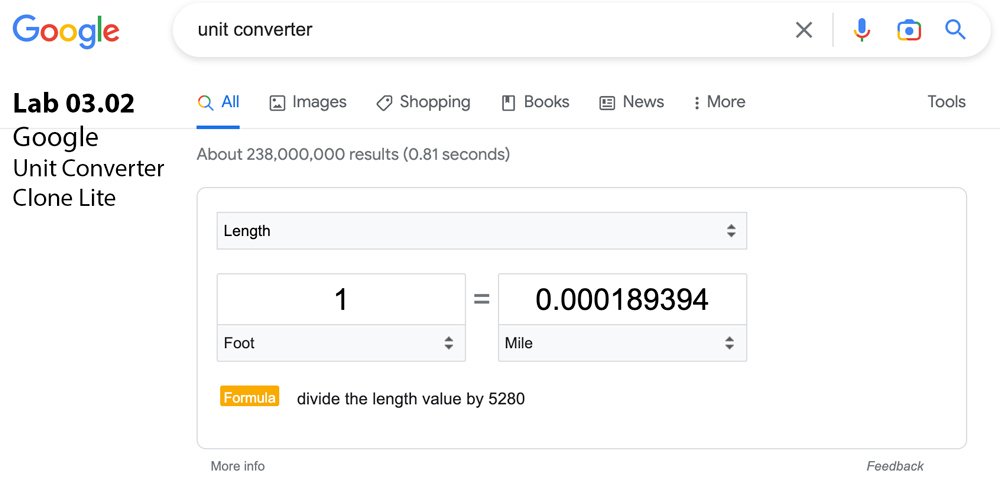 Google
unit converter
Lab 03.02
Google
Unit Converter
Clone Lite
All Images Shopping Books News More Tools
About 238,000,000 results (0.81 seconds)
Length
1 = 0.000189394
Foot Mile
Formula divide the length value by 5280
More info Feedback